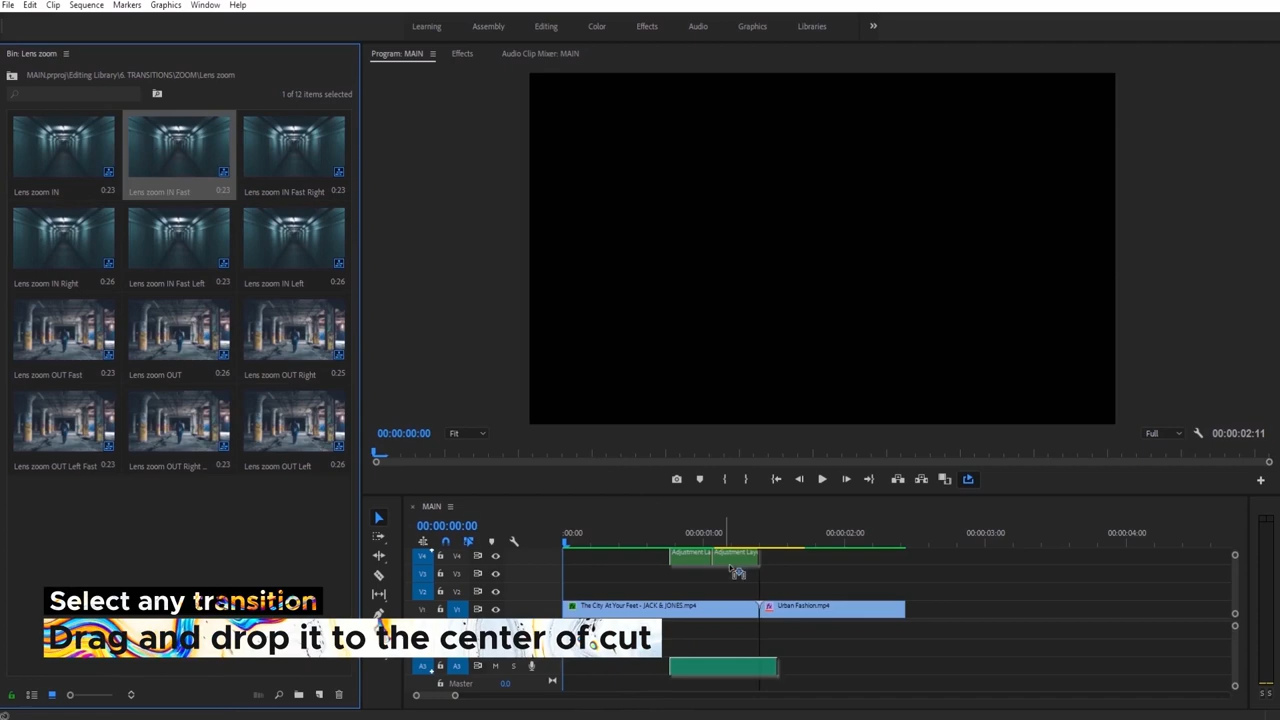 File Edit Clip Sequence Markers Graphics Window Help
Learning Assembly Editing Color Effects Audio Graphics Libraries
Bin: Lens zoom
MAIN.prproj\Editing Library\6. TRANSITIONS\ZOOM\Lens zoom
1 of 12 items selected
Lens zoom IN 0:23
Lens zoom IN Fast 0:23
Lens zoom IN Fast Right 0:23
Lens zoom IN Right 0:26
Lens zoom IN Fast Left 0:23
Lens zoom IN Left 0:26
Lens zoom OUT Fast 0:23
Lens zoom OUT 0:26
Lens zoom OUT Right 0:25
Lens zoom OUT Left Fast 0:23
Lens zoom OUT Right ... 0:23
Lens zoom OUT Left 0:26
Program: MAIN Effects Audio Clip Mixer: MAIN
00:00:00:00 Fit Full 00:00:02:11
MAIN
00:00:00:00
:00:00 00:00:01:00 00:00:02:00 00:00:03:00 00:00:04:00
V4 V4 Adjustment La Adjustment Laye
V3 V3
V2 V2
V1 V1 The City At Your Feet - JACK & JONES.mp4 Urban Fashion.mp4
A3 A3 M S
Master 0.0
S S
Select any transition
Drag and drop it to the center of cut